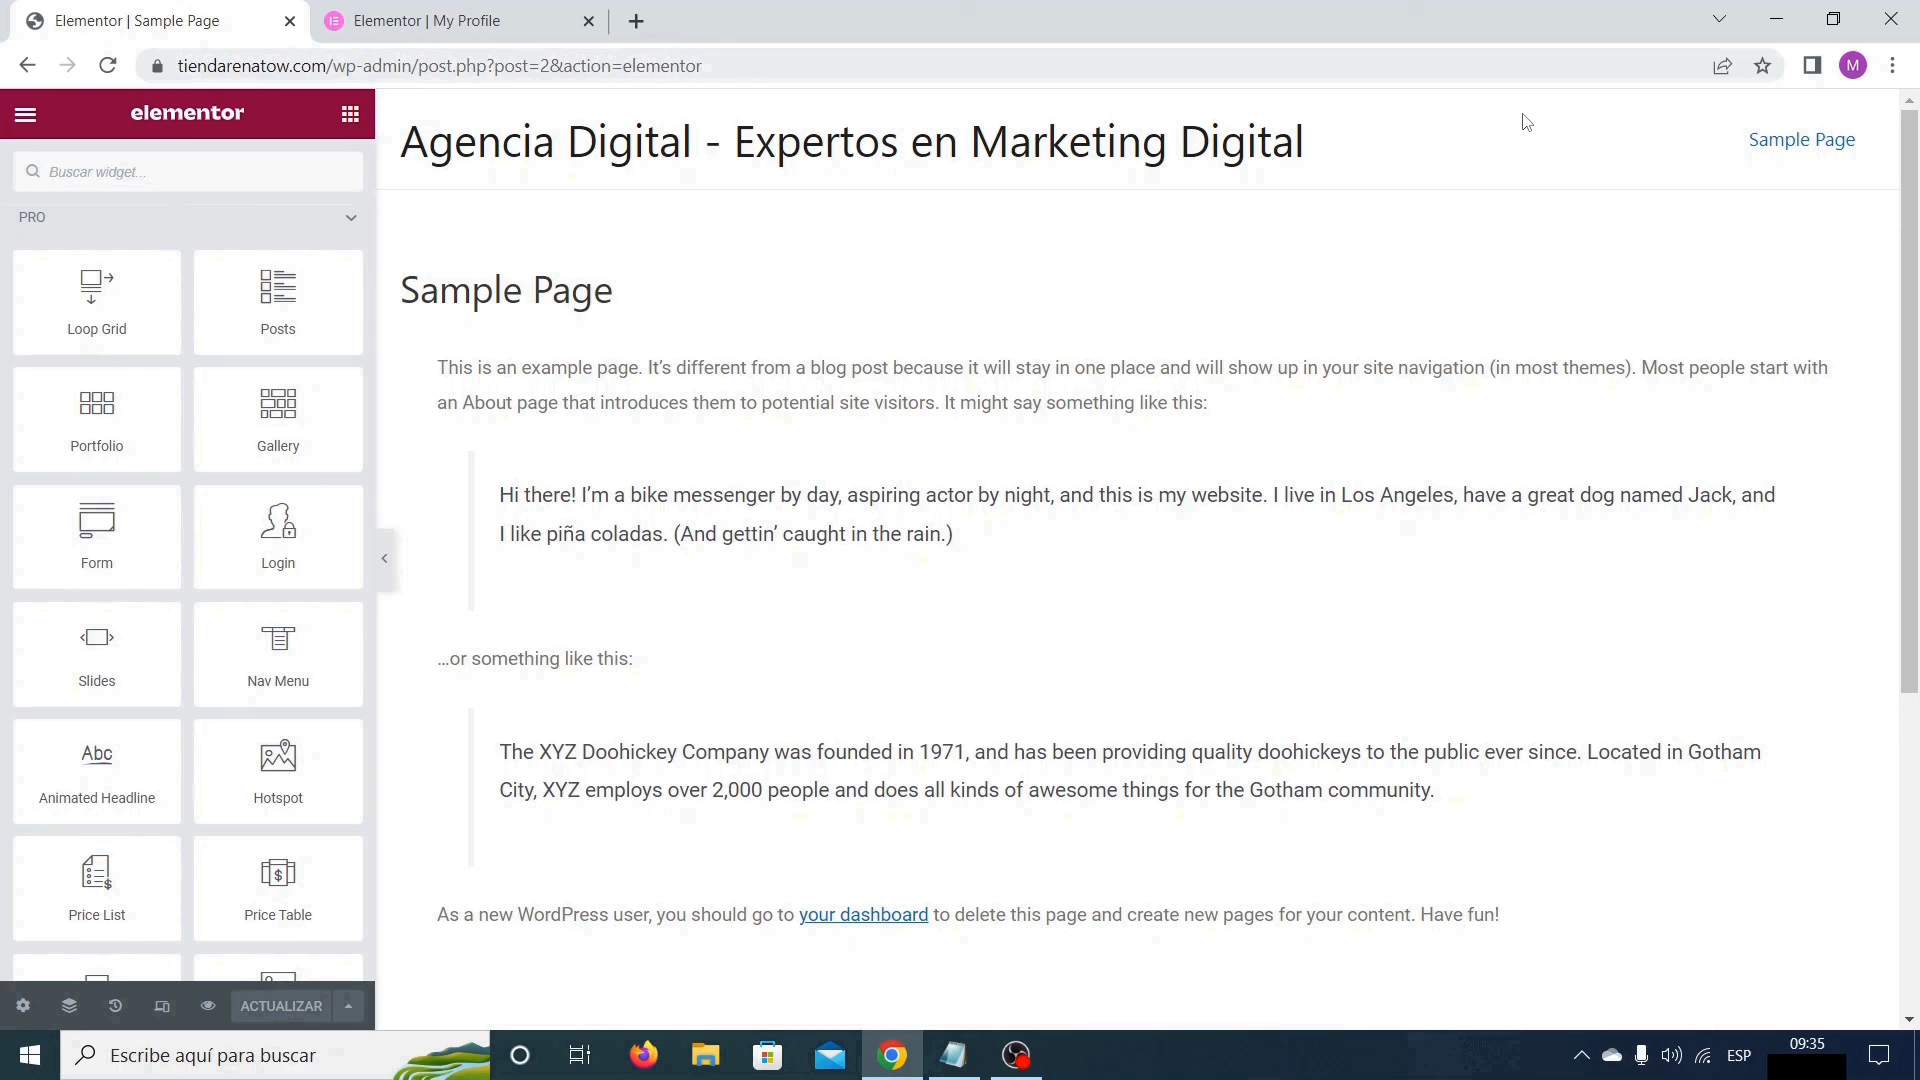 Elementor | Sample Page
Elementor | My Profile
tiendarenatow.com/wp-admin/post.php?post=2&action=elementor
M
elementor
Buscar widget...
PRO
Loop Grid
Posts
Portfolio
Gallery
Form
Login
Slides
Nav Menu
Abc
Animated Headline
Hotspot
Price List
Price Table
ACTUALIZAR
Agencia Digital - Expertos en Marketing Digital
Sample Page
Sample Page
This is an example page. It’s different from a blog post because it will stay in one place and will show up in your site navigation (in most themes). Most people start with
an About page that introduces them to potential site visitors. It might say something like this:
Hi there! I’m a bike messenger by day, aspiring actor by night, and this is my website. I live in Los Angeles, have a great dog named Jack, and
I like piña coladas. (And gettin’ caught in the rain.)
…or something like this:
The XYZ Doohickey Company was founded in 1971, and has been providing quality doohickeys to the public ever since. Located in Gotham
City, XYZ employs over 2,000 people and does all kinds of awesome things for the Gotham community.
As a new WordPress user, you should go to your dashboard to delete this page and create new pages for your content. Have fun!
Escribe aquí para buscar
ESP
09:35